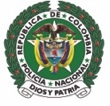 REPÚBLICA DE COLOMBIA
POLICÍA NACIONAL
DIOS Y PATRIA